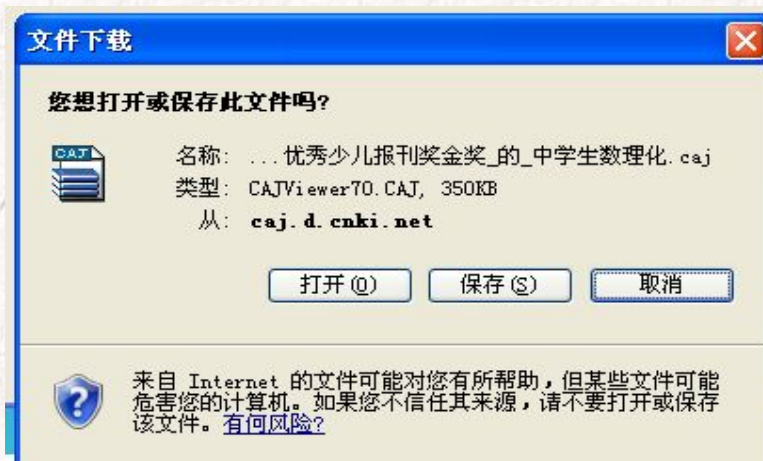 文件下载
您想打开或保存此文件吗?
CAJ
名称: ...优秀少儿报刊奖金奖_的_中学生数理化.caj
类型: CAJViewer70.CAJ, 350KB
从: caj.d.cnki.net
打开(O) 保存(S) 取消
来自 Internet 的文件可能对您有所帮助,但某些文件可能
危害您的计算机。如果您不信任其来源,请不要打开或保存
该文件。有何风险?